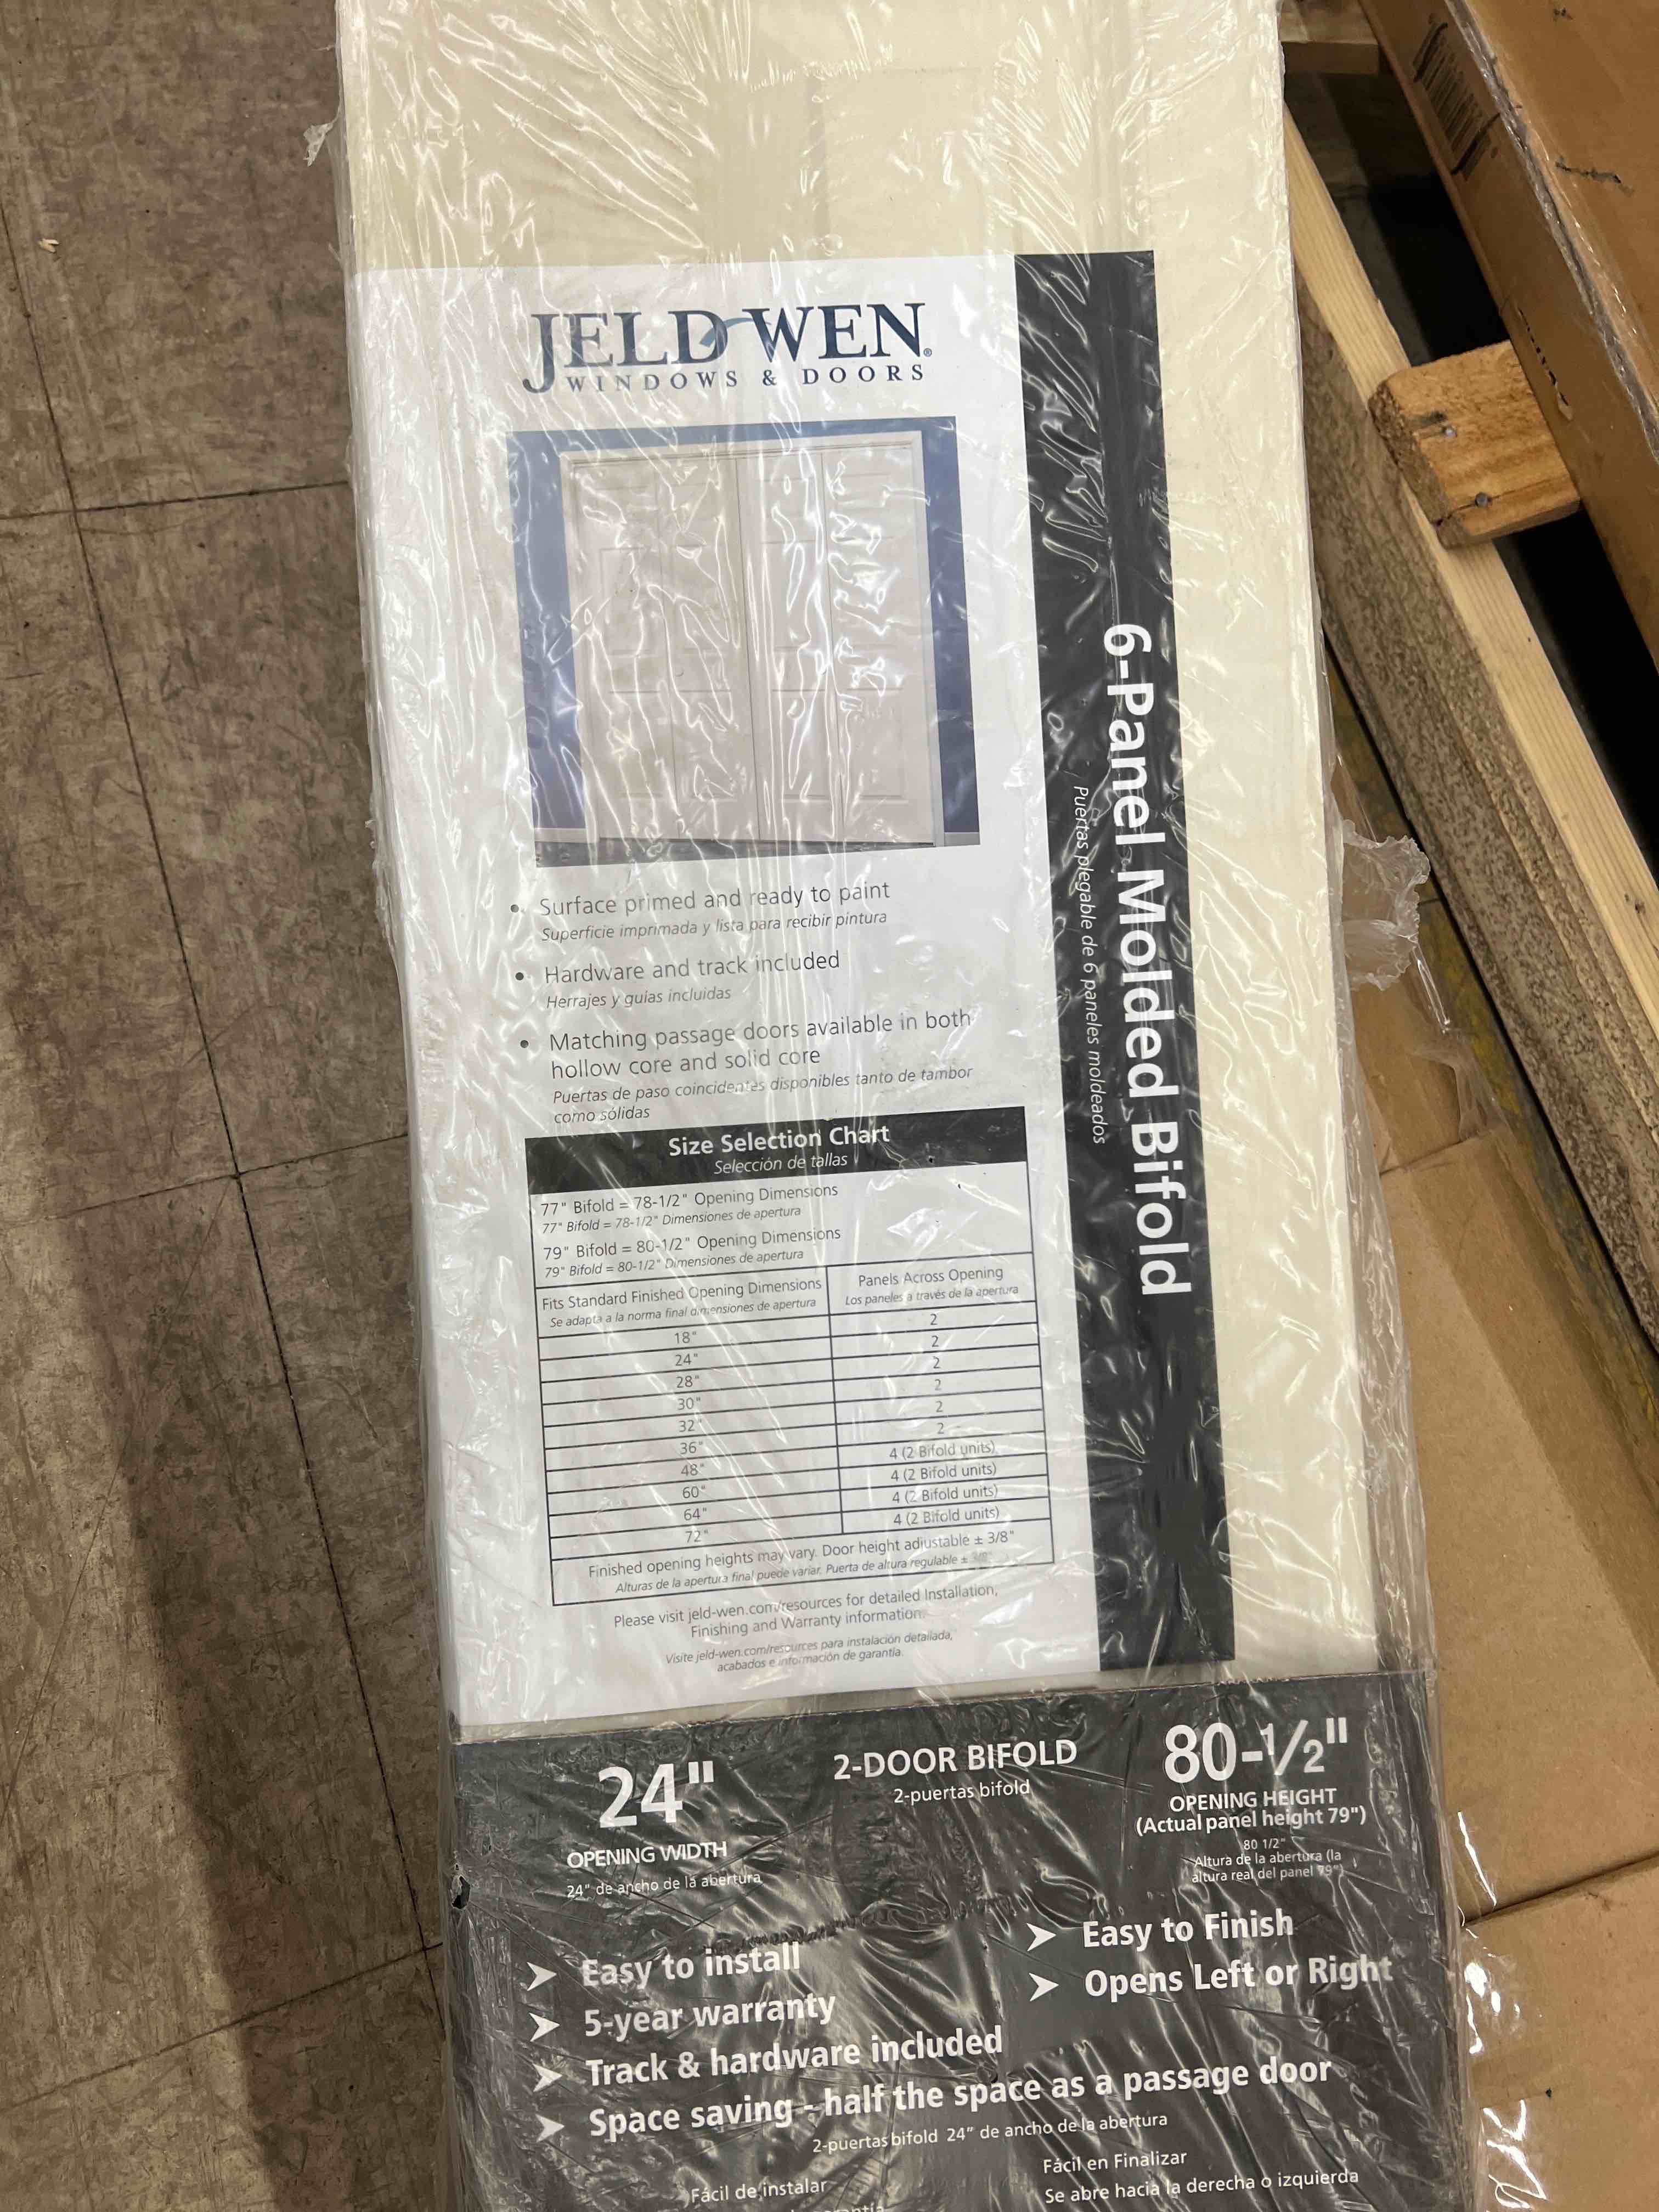 JELD-WEN®
WINDOWS & DOORS
6-Panel Molded Bifold
Puertas plegable de 6 paneles moldeados
• Surface primed and ready to paint
Superficie imprimada y lista para recibir pintura
• Hardware and track included
Herrajes y guías incluidas
• Matching passage doors available in both
hollow core and solid core
Puertas de paso coincidentes disponibles tanto de tambor
como sólidas
Size Selection Chart
Selección de tallas
77" Bifold = 78-1/2" Opening Dimensions
77" Bifold = 78-1/2" Dimensiones de apertura
79" Bifold = 80-1/2" Opening Dimensions
79" Bifold = 80-1/2" Dimensiones de apertura
Fits Standard Finished Opening Dimensions Panels Across Opening
Se adapta a la norma final dimensiones de apertura Los paneles a través de la apertura
18" 2
24" 2
28" 2
30" 2
32" 2
36" 2
48" 4 (2 Bifold units)
60" 4 (2 Bifold units)
64" 4 (2 Bifold units)
72" 4 (2 Bifold units)
Finished opening heights may vary. Door height adjustable ± 3/8"
Alturas de la apertura final puede variar. Puerta de altura regulable ± 3/8"
Please visit jeld-wen.com/resources for detailed Installation,
Finishing and Warranty information.
Visite jeld-wen.com/resources para instalación detallada,
acabados e información de garantía.
24"
OPENING WIDTH
24" de ancho de la abertura
2-DOOR BIFOLD
2-puertas bifold
80-1/2"
OPENING HEIGHT
(Actual panel height 79")
80 1/2"
Altura de la abertura (la
altura real del panel 79")
➤ Easy to install
➤ 5-year warranty
➤ Track & hardware included
➤ Space saving - half the space as a passage door
➤ Easy to Finish
➤ Opens Left or Right
2-puertas bifold 24" de ancho de la abertura
Fácil de instalar
Fácil en Finalizar
Se abre hacia la derecha o izquierda